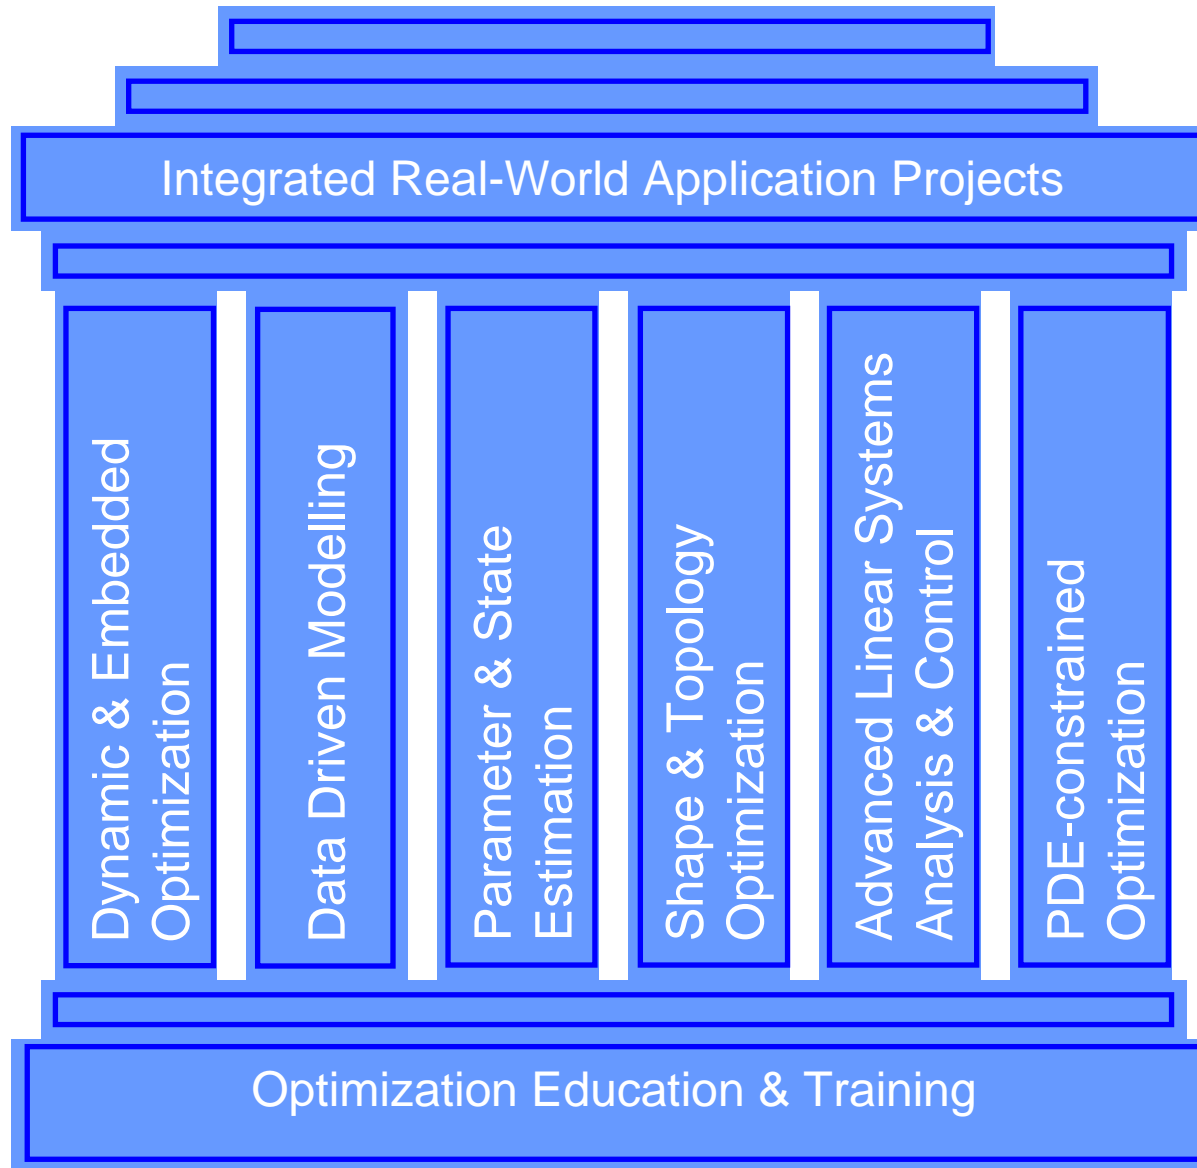 Integrated Real-World Application Projects
Dynamic & Embedded
Optimization
Data Driven Modelling
Parameter & State
Estimation
Shape & Topology
Optimization
Advanced Linear Systems
Analysis & Control
PDE-constrained
Optimization
Optimization Education & Training